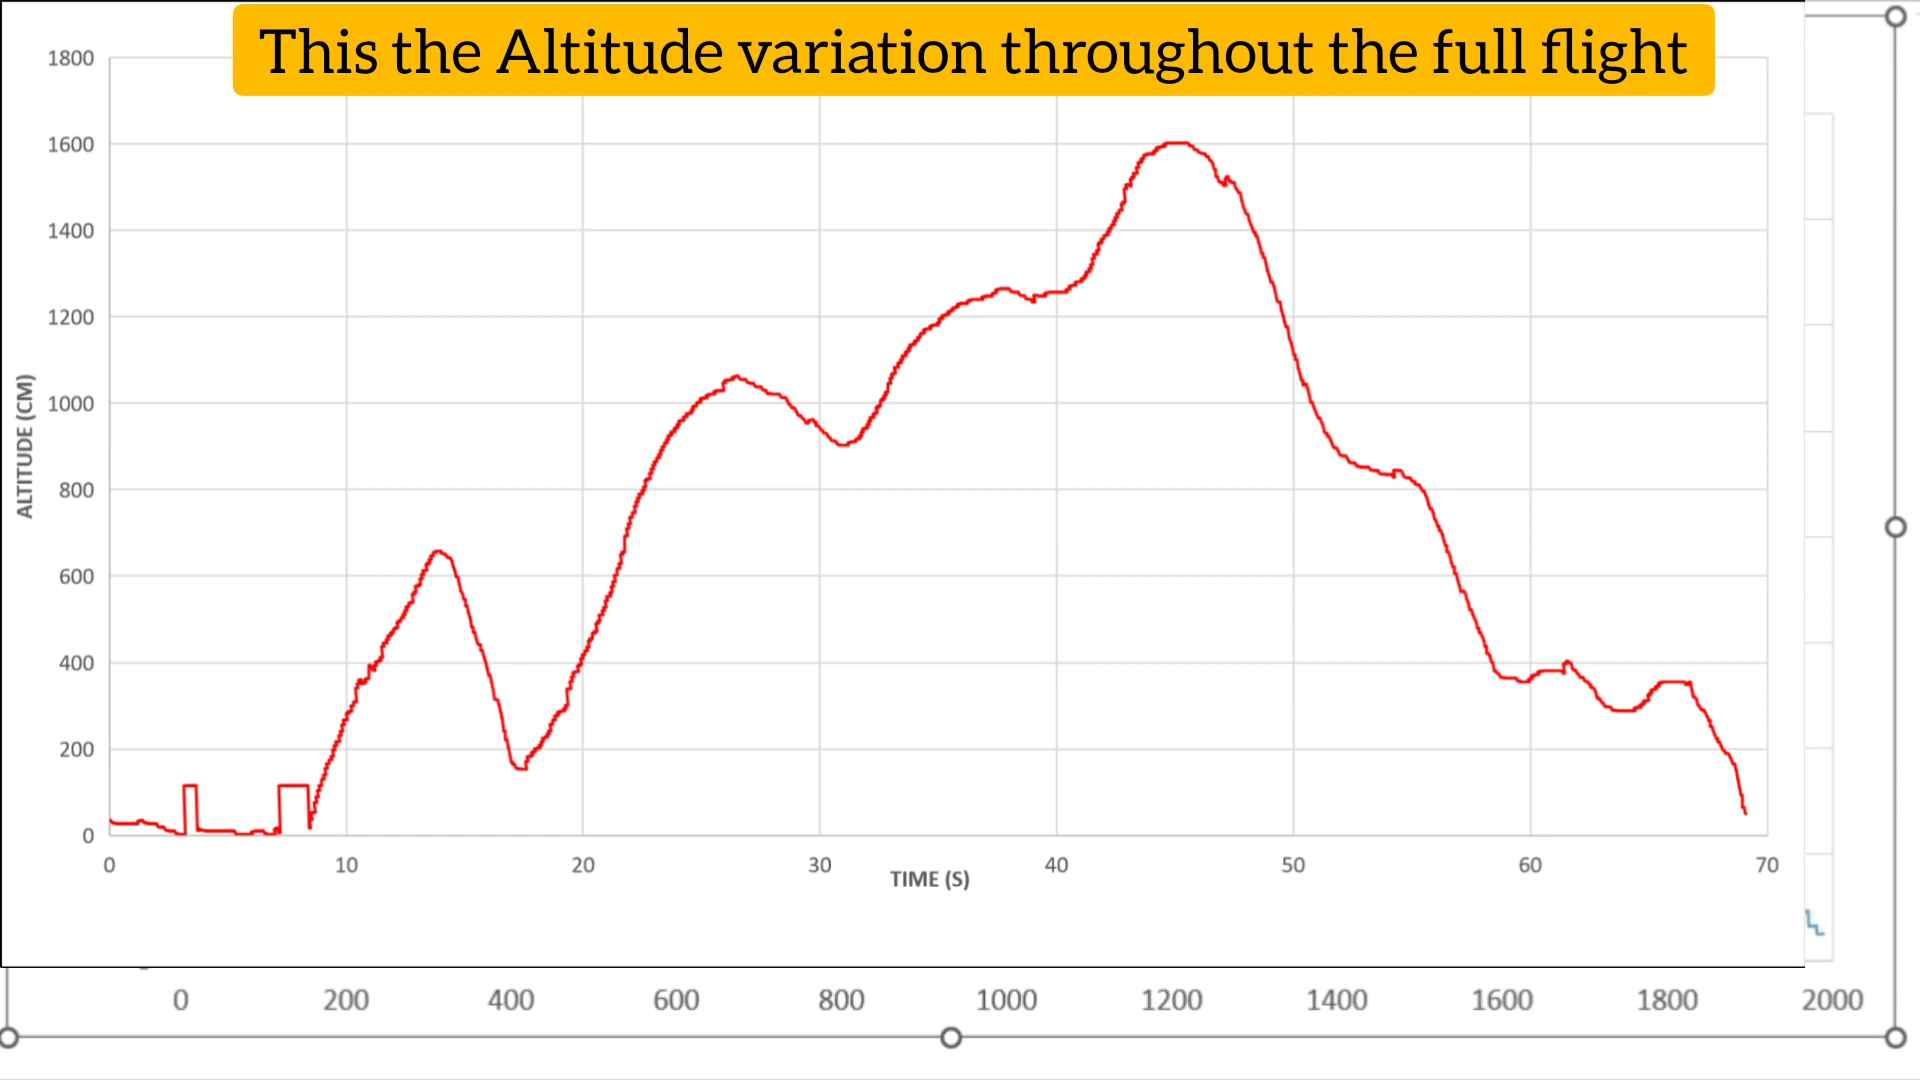 This the Altitude variation throughout the full flight
1800
1600
1400
1200
1000
800
600
400
200
0
ALTITUDE (CM)
0 10 20 30 40 50 60 70
TIME (S)
0 200 400 600 800 1000 1200 1400 1600 1800 2000